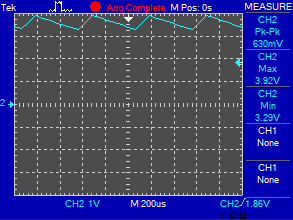 Tek Acq Complete M Pos: 0s MEASURE
CH2
Pk-Pk
630mV
CH2
Max
3.92V
CH2
Min
3.29V
CH1
None
CH1
None
2
CH2 1V M 200us CH2/1.86V